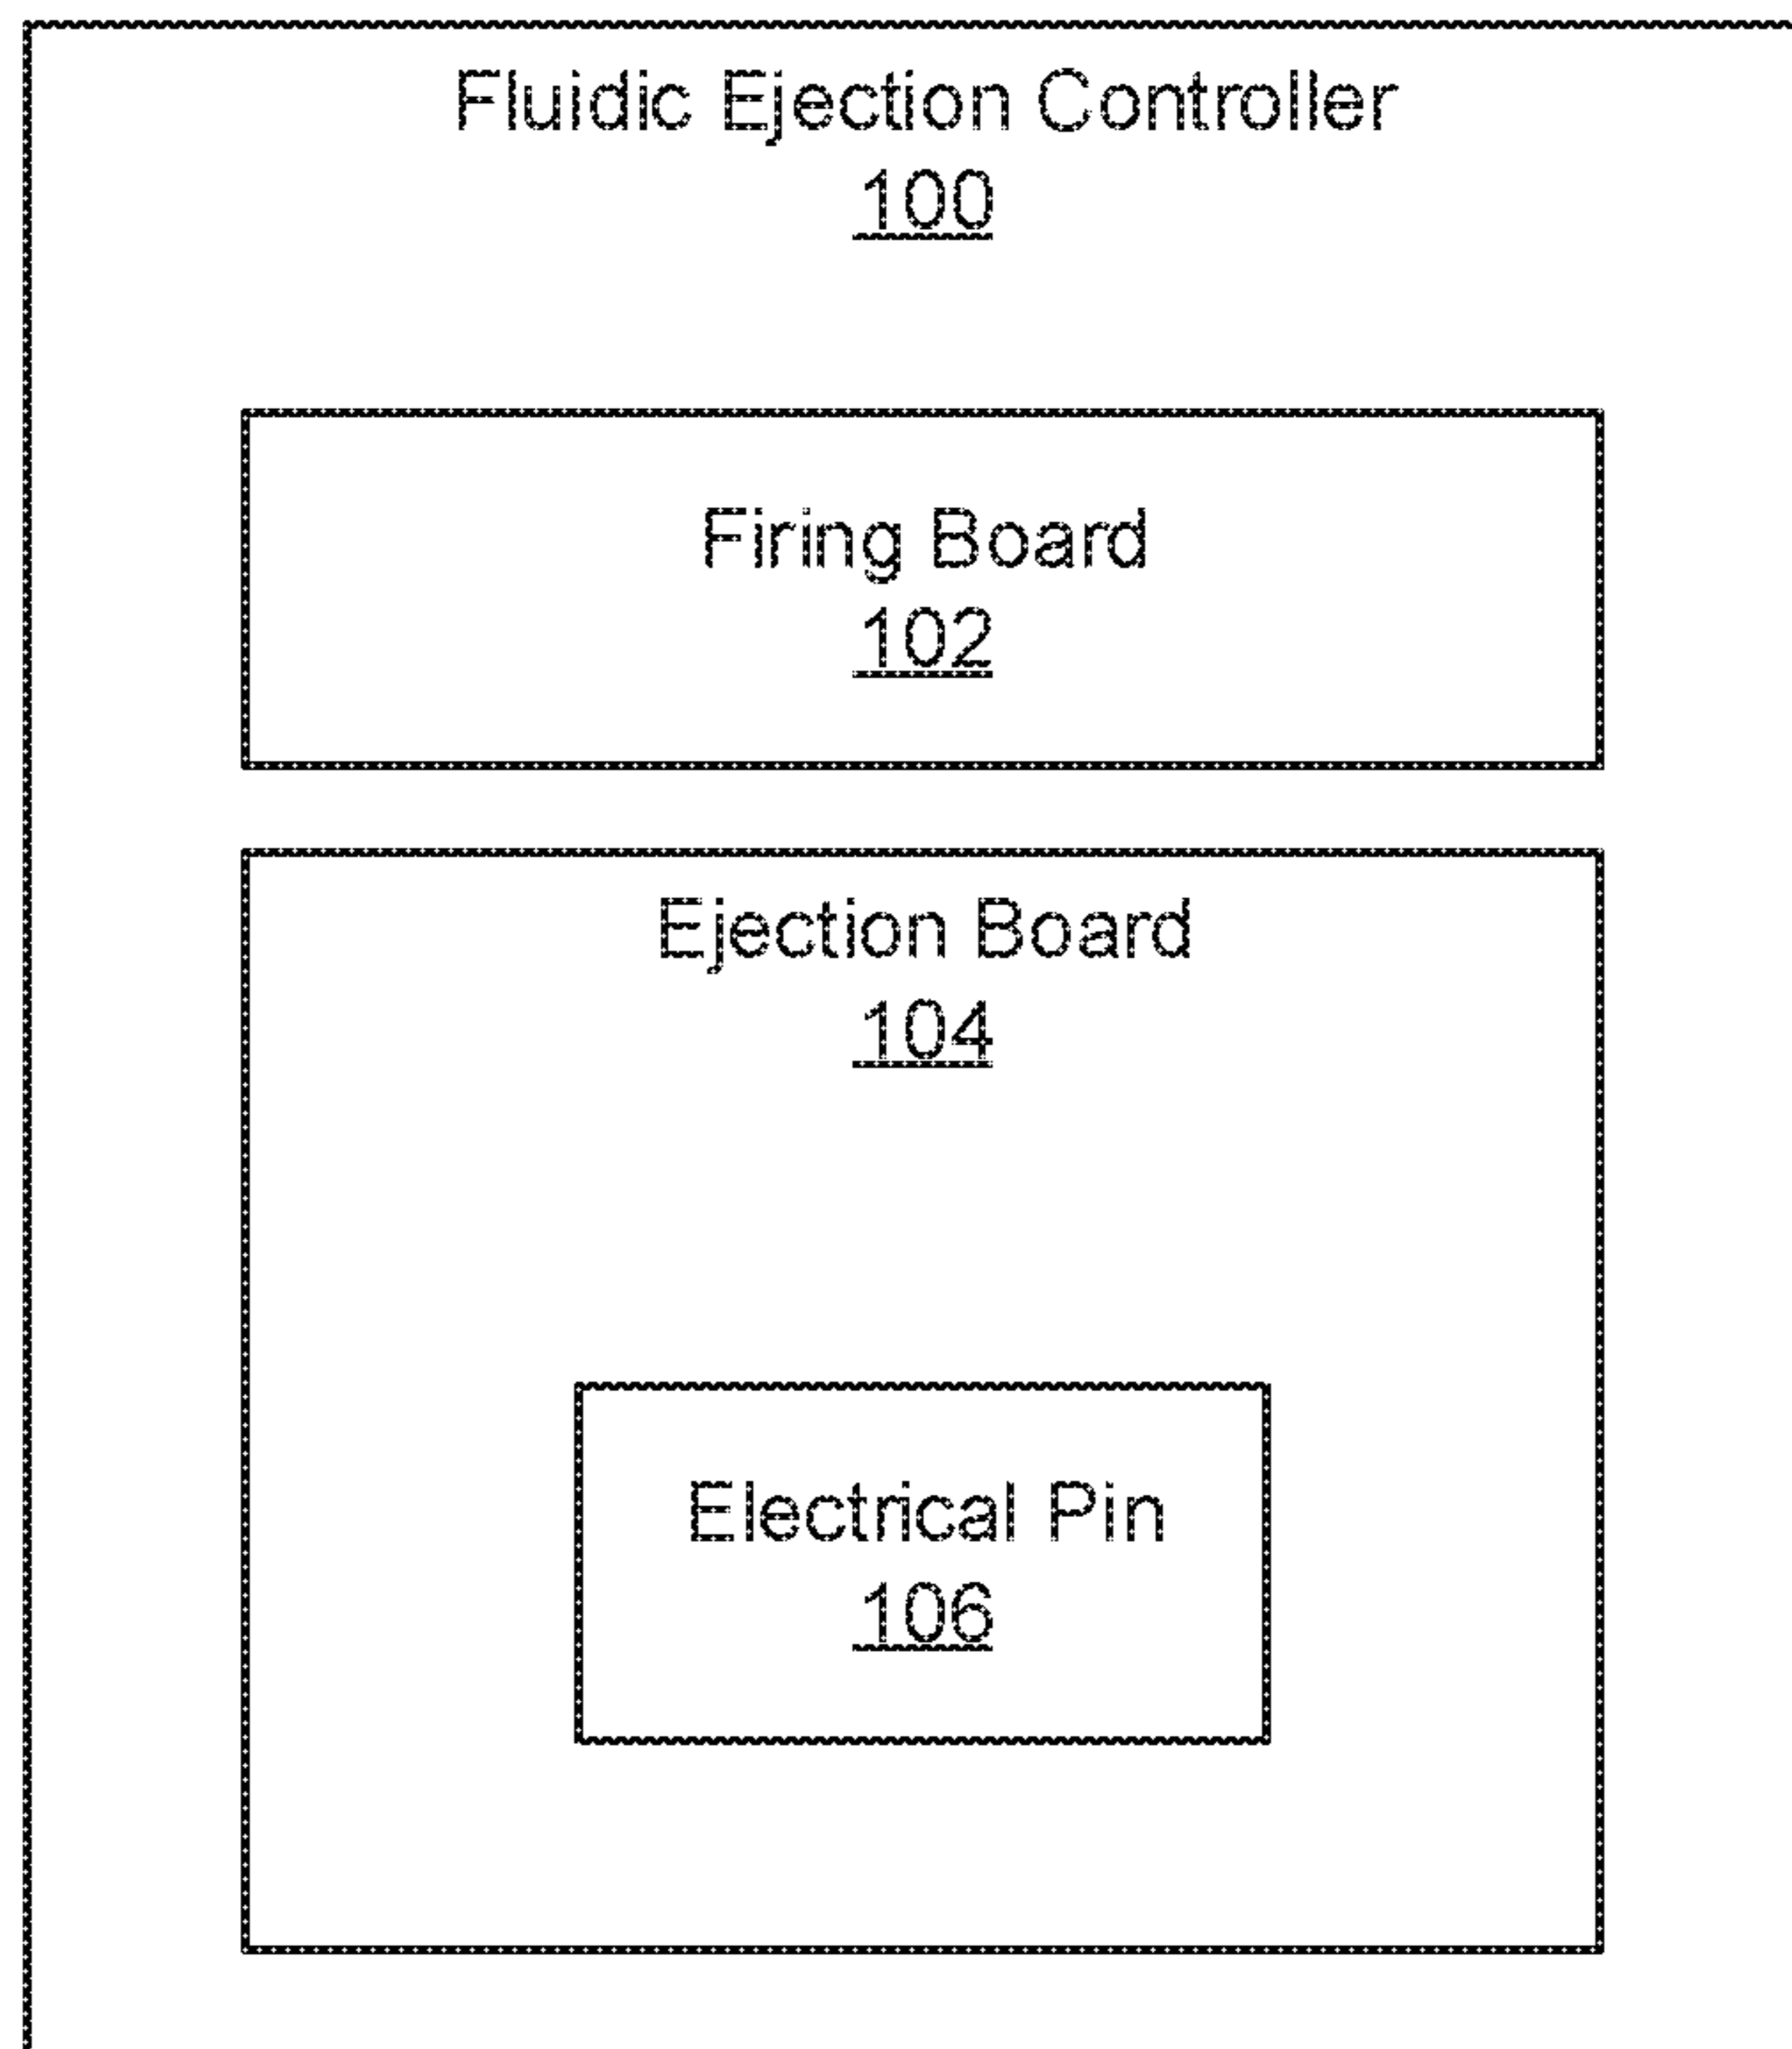 Fluidic Ejection Controller
100
Firing Board
102
Ejection Board
104
Electrical Pin
106